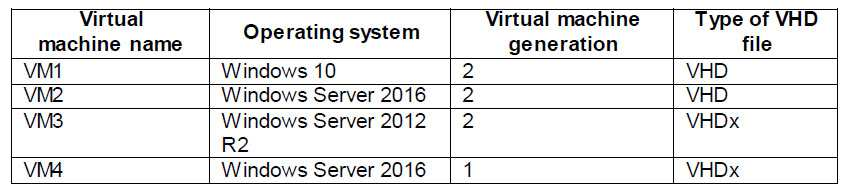 Virtual machine name Operating system Virtual machine generation Type of VHD file
VM1 Windows 10 2 VHD
VM2 Windows Server 2016 2 VHD
VM3 Windows Server 2012 R2 2 VHDx
VM4 Windows Server 2016 1 VHDx